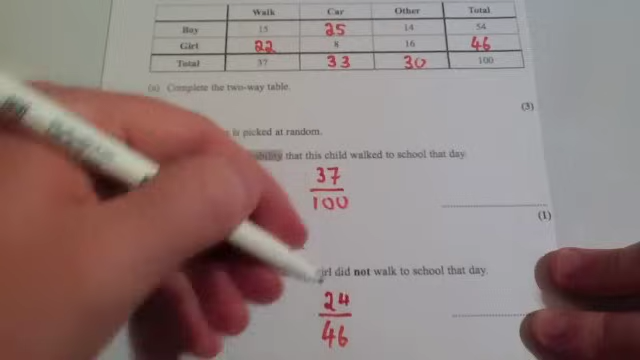 Walk Car Other Total
Boy 15 25 14 54
Girl 22 8 16 46
Total 37 33 30 100
(a) Complete the two-way table.
(3)
is picked at random.
that this child walked to school that day.
37
100
(1)
did not walk to school that day.
24
46